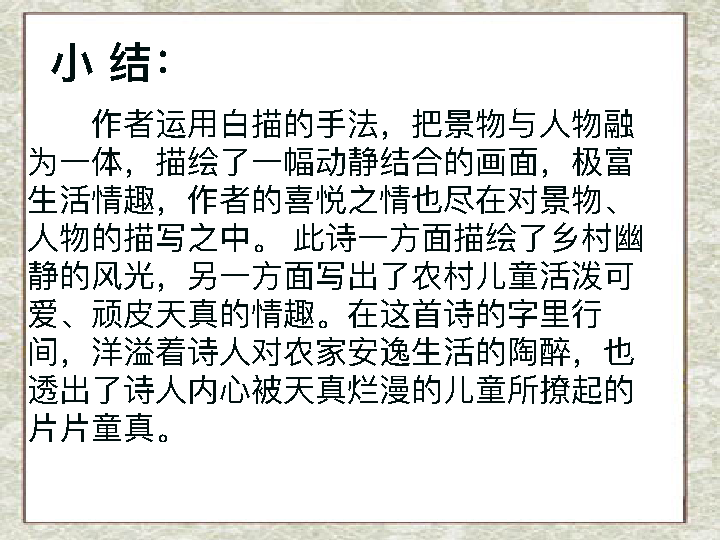 小 结：
作者运用白描的手法，把景物与人物融
为一体，描绘了一幅动静结合的画面，极富
生活情趣，作者的喜悦之情也尽在对景物、
人物的描写之中。 此诗一方面描绘了乡村幽
静的风光，另一方面写出了农村儿童活泼可
爱、顽皮天真的情趣。在这首诗的字里行
间，洋溢着诗人对农家安逸生活的陶醉，也
透出了诗人内心被天真烂漫的儿童所撩起的
片片童真。